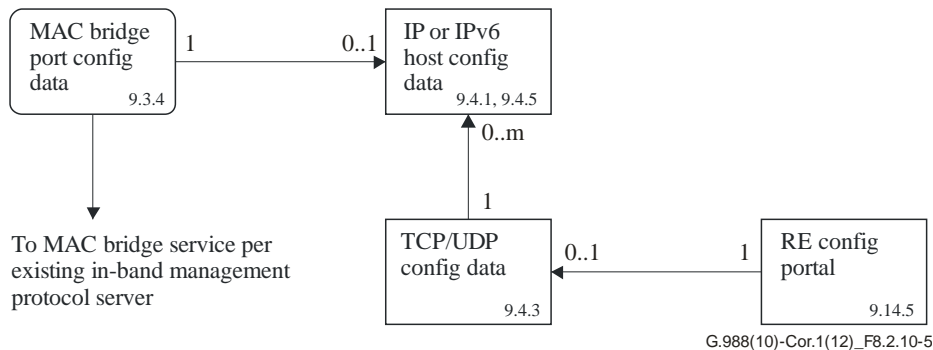 MAC bridge
port config
data
9.3.4
1
0..1
IP or IPv6
host config
data
9.4.1, 9.4.5
0..m
1
To MAC bridge service per
existing in-band management
protocol server
TCP/UDP
config data
9.4.3
0..1
1
RE config
portal
9.14.5
G.988(10)-Cor.1(12)_F8.2.10-5